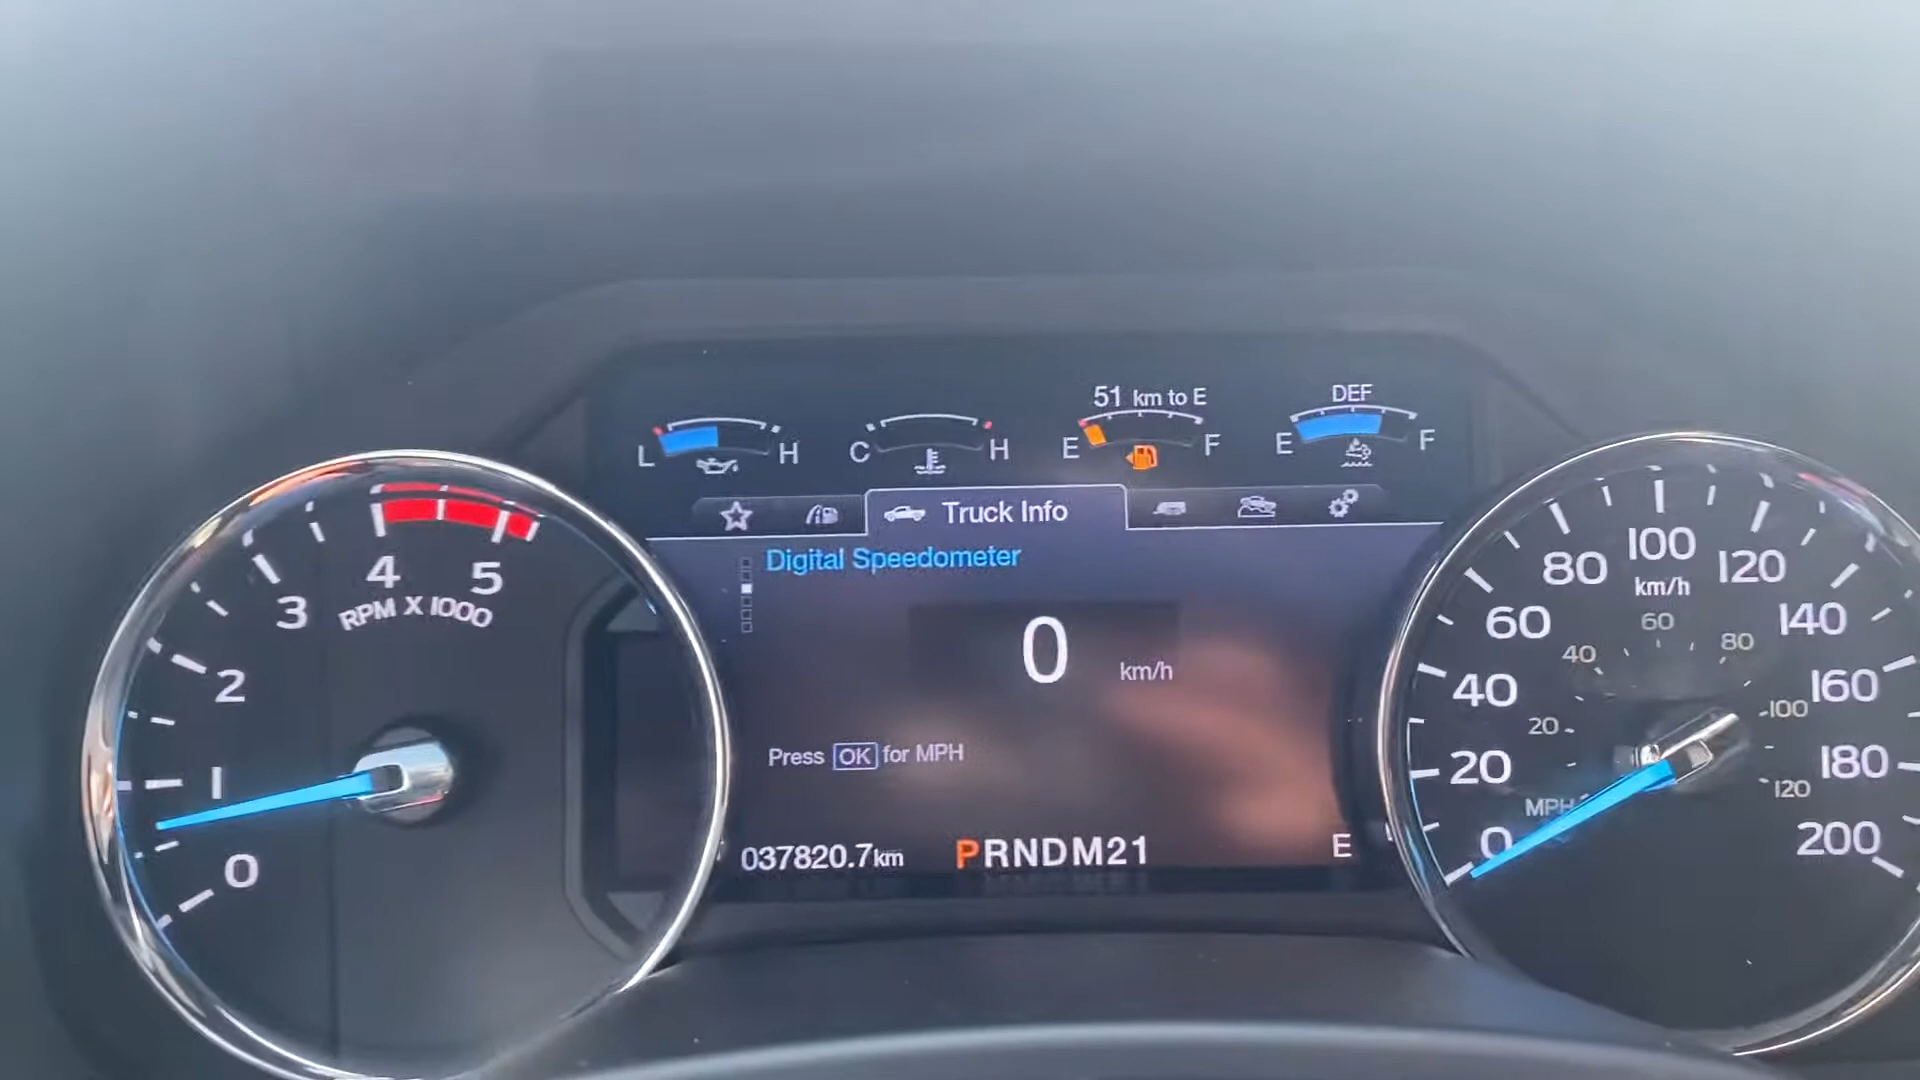 51 km to E
DEF
L H
C H
E F
E F
Truck Info
Digital Speedometer
0 km/h
Press OK for MPH
037820.7km
PRNDM21
E
0
1
2
3
4
5
RPM X 1000
0
20
40
60
80
100
120
140
160
180
200
km/h
20
40
60
80
100
120
MPH